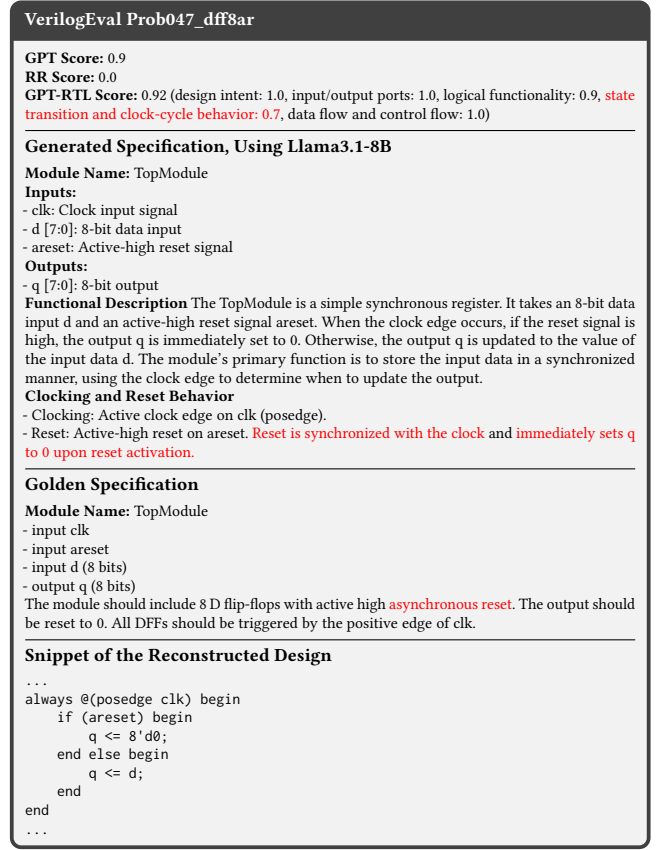 VerilogEval Prob047_dff8ar
GPT Score: 0.9
RR Score: 0.0
GPT-RTL Score: 0.92 (design intent: 1.0, input/output ports: 1.0, logical functionality: 0.9, state
transition and clock-cycle behavior: 0.7, data flow and control flow: 1.0)
Generated Specification, Using Llama3.1-8B
Module Name: TopModule
Inputs:
- clk: Clock input signal
- d [7:0]: 8-bit data input
- areset: Active-high reset signal
Outputs:
- q [7:0]: 8-bit output
Functional Description The TopModule is a simple synchronous register. It takes an 8-bit data
input d and an active-high reset signal areset. When the clock edge occurs, if the reset signal is
high, the output q is immediately set to 0. Otherwise, the output q is updated to the value of
the input data d. The module's primary function is to store the input data in a synchronized
manner, using the clock edge to determine when to update the output.
Clocking and Reset Behavior
- Clocking: Active clock edge on clk (posedge).
- Reset: Active-high reset on areset. Reset is synchronized with the clock and immediately sets q
to 0 upon reset activation.
Golden Specification
Module Name: TopModule
- input clk
- input areset
- input d (8 bits)
- output q (8 bits)
The module should include 8 D flip-flops with active high asynchronous reset. The output should
be reset to 0. All DFFs should be triggered by the positive edge of clk.
Snippet of the Reconstructed Design
...
always @(posedge clk) begin
    if (areset) begin
        q <= 8'd0;
    end else begin
        q <= d;
    end
end
...